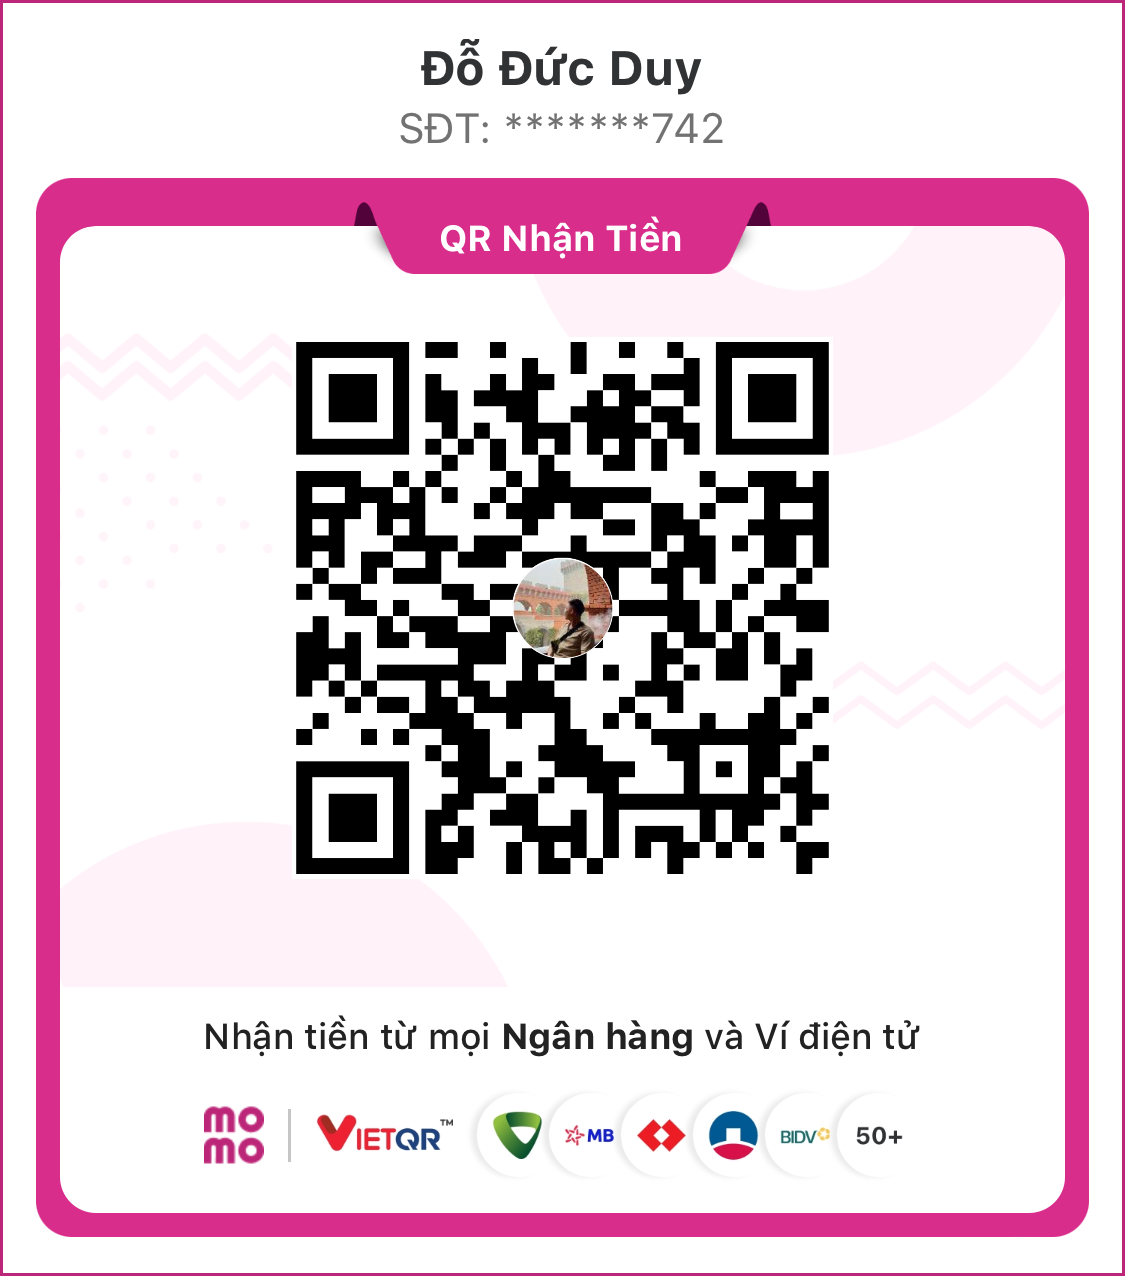 Đỗ Đức Duy
SĐT: *******742
QR Nhận Tiền
Nhận tiền từ mọi Ngân hàng và Ví điện tử
mo
mo
VIETQR™
MB
BIDV
50+